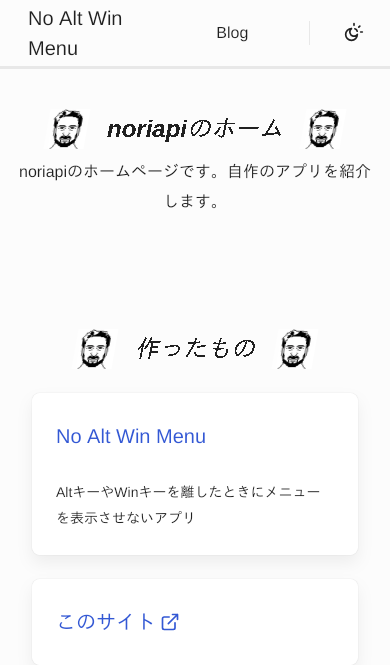 No Alt Win
Menu
Blog
noriapiのホーム
noriapiのホームページです。自作のアプリを紹介
します。
作ったもの
No Alt Win Menu
AltキーやWinキーを離したときにメニュー
を表示させないアプリ
このサイト